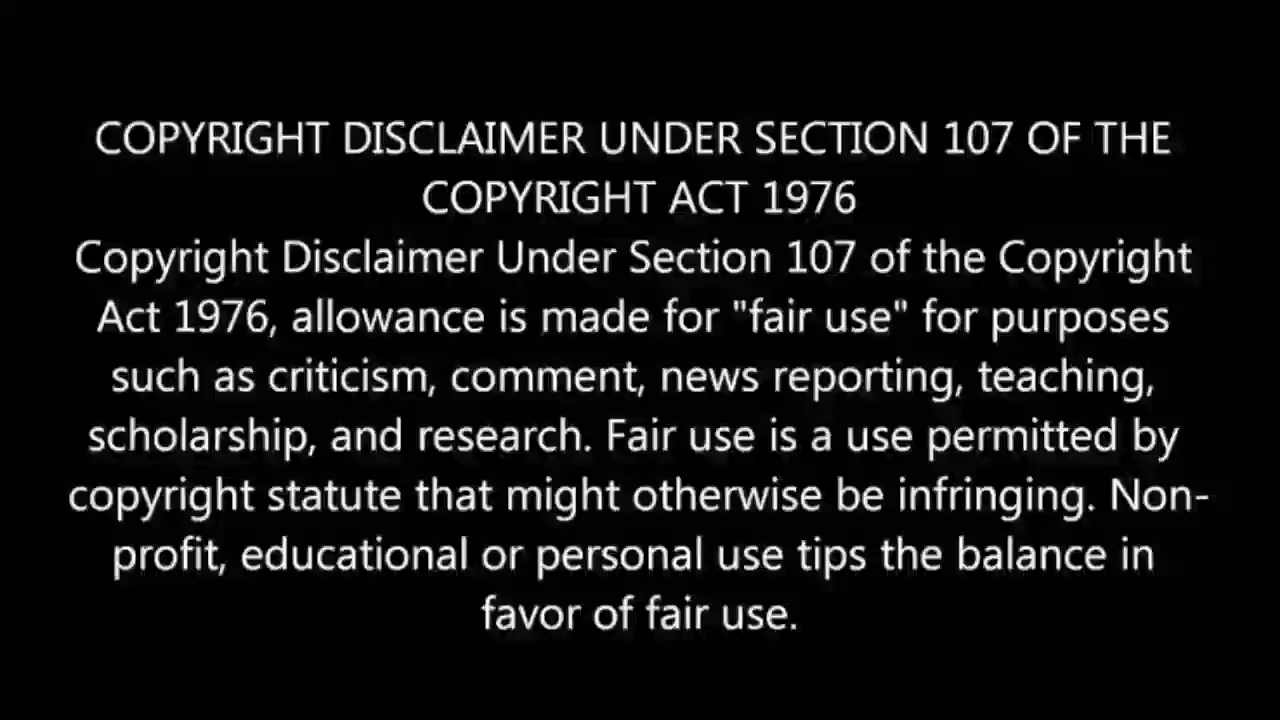 COPYRIGHT DISCLAIMER UNDER SECTION 107 OF THE
COPYRIGHT ACT 1976
Copyright Disclaimer Under Section 107 of the Copyright
Act 1976, allowance is made for "fair use" for purposes
such as criticism, comment, news reporting, teaching,
scholarship, and research. Fair use is a use permitted by
copyright statute that might otherwise be infringing. Non-
profit, educational or personal use tips the balance in
favor of fair use.